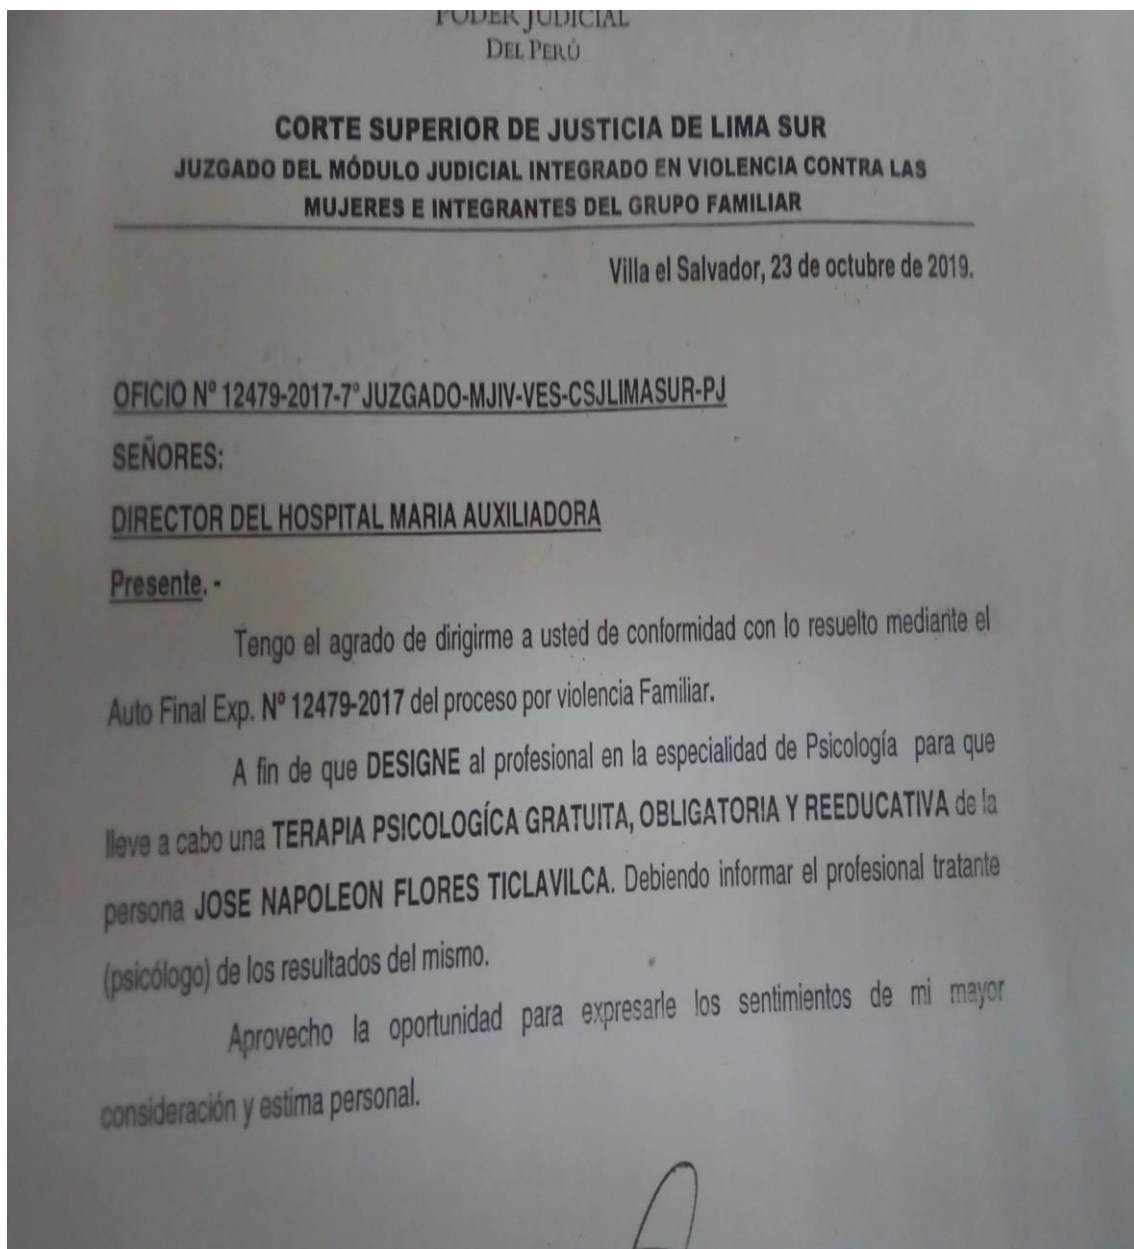 PODER JUDICIAL
DEL PERÚ
CORTE SUPERIOR DE JUSTICIA DE LIMA SUR
JUZGADO DEL MÓDULO JUDICIAL INTEGRADO EN VIOLENCIA CONTRA LAS
MUJERES E INTEGRANTES DEL GRUPO FAMILIAR
Villa el Salvador, 23 de octubre de 2019.
OFICIO Nº 12479-2017-7º JUZGADO-MJIV-VES-CSJLIMASUR-PJ
SEÑORES:
DIRECTOR DEL HOSPITAL MARIA AUXILIADORA
Presente. -
Tengo el agrado de dirigirme a usted de conformidad con lo resuelto mediante el
Auto Final Exp. Nº 12479-2017 del proceso por violencia Familiar.
A fin de que DESIGNE al profesional en la especialidad de Psicología para que
lleve a cabo una TERAPIA PSICOLOGÍCA GRATUITA, OBLIGATORIA Y REEDUCATIVA de la
persona JOSE NAPOLEON FLORES TICLAVILCA. Debiendo informar el profesional tratante
(psicólogo) de los resultados del mismo.
Aprovecho la oportunidad para expresarle los sentimientos de mi mayor
consideración y estima personal.